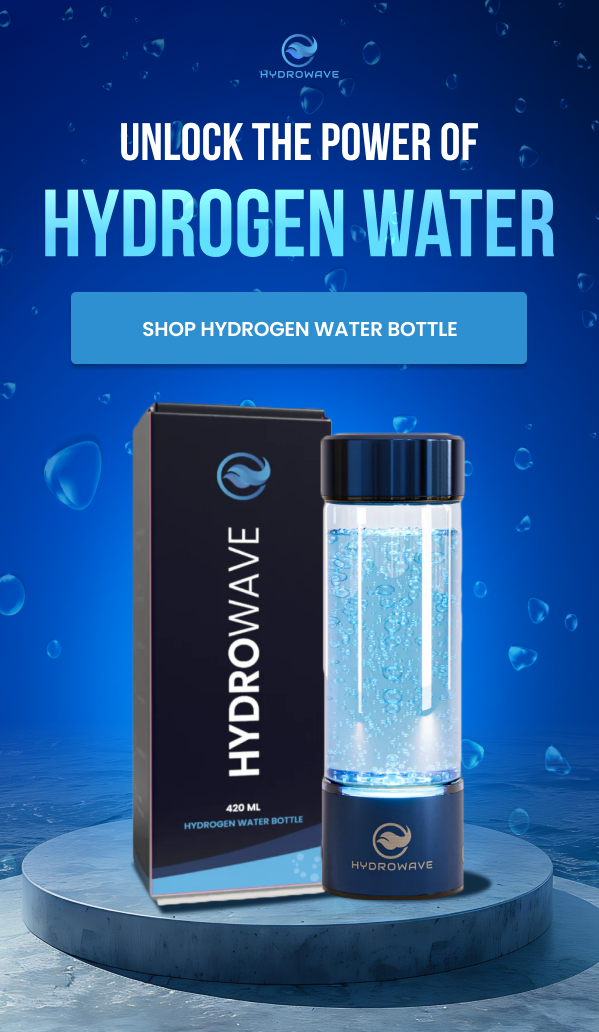 HYDROWAVE
UNLOCK THE POWER OF
HYDROGEN WATER
SHOP HYDROGEN WATER BOTTLE
HYDROWAVE
420 ML
HYDROGEN WATER BOTTLE
HYDROWAVE